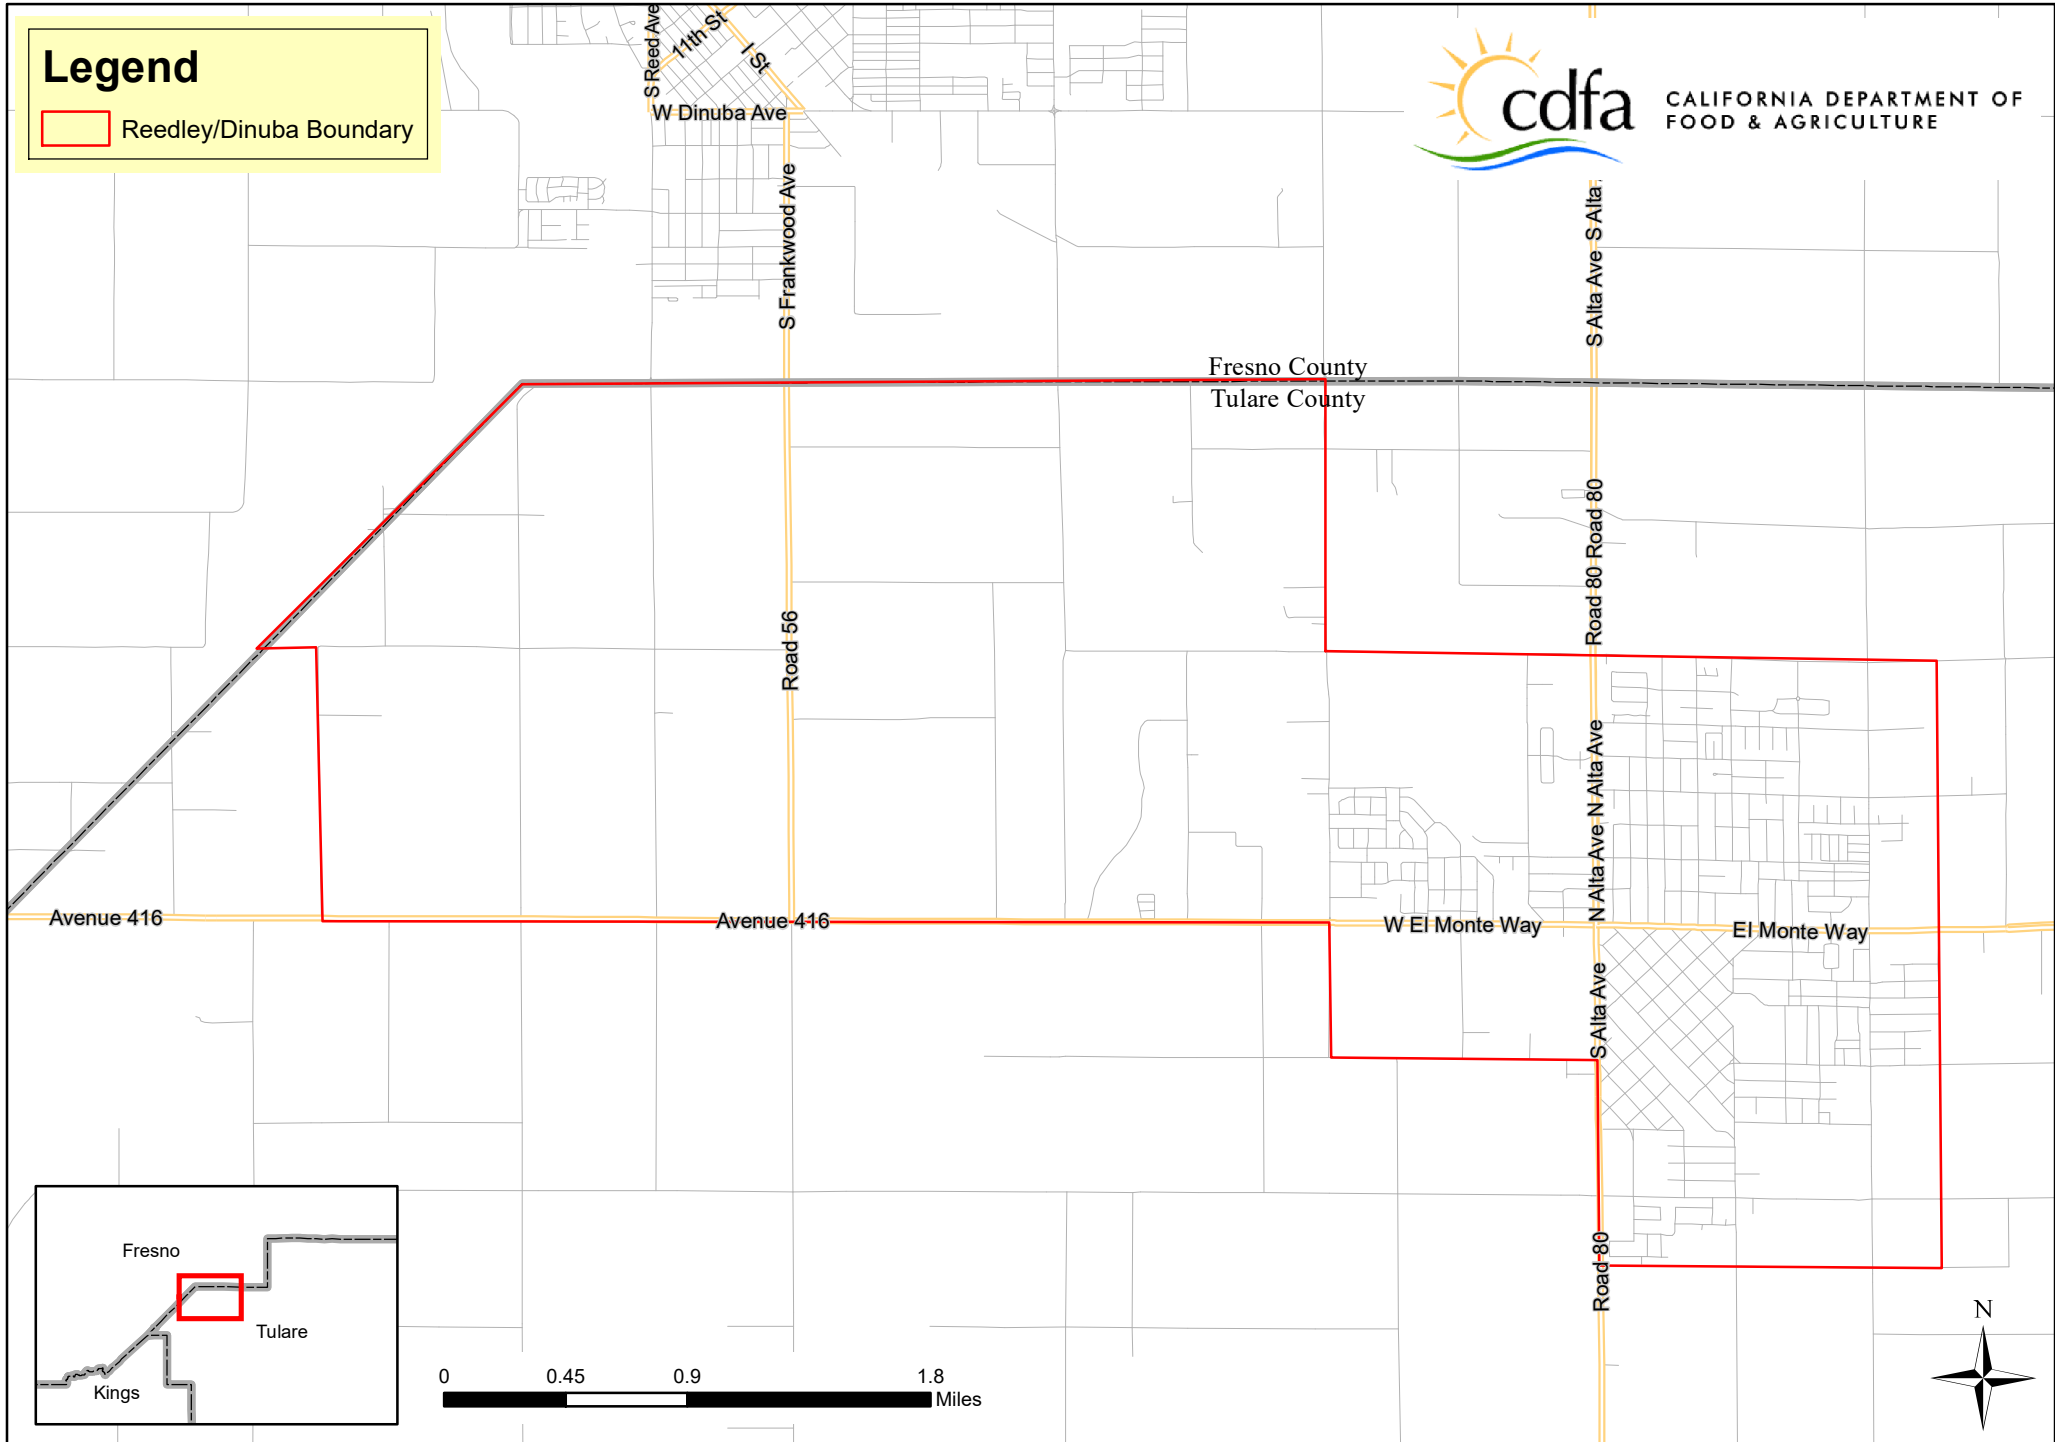 Legend
Reedley/Dinuba Boundary
S Reed Ave
11th St
I St
W Dinuba Ave
cdfa
CALIFORNIA DEPARTMENT OF
FOOD & AGRICULTURE
S Frankwood Ave
S Alta Ave S Alta
Fresno County
Tulare County
Road 80 Road 80
Road 56
N Alta Ave N Alta Ave
Avenue 416
Avenue 416
W El Monte Way
El Monte Way
S Alta Ave
Road 80
Fresno
Tulare
Kings
0 0.45 0.9 1.8
Miles
N